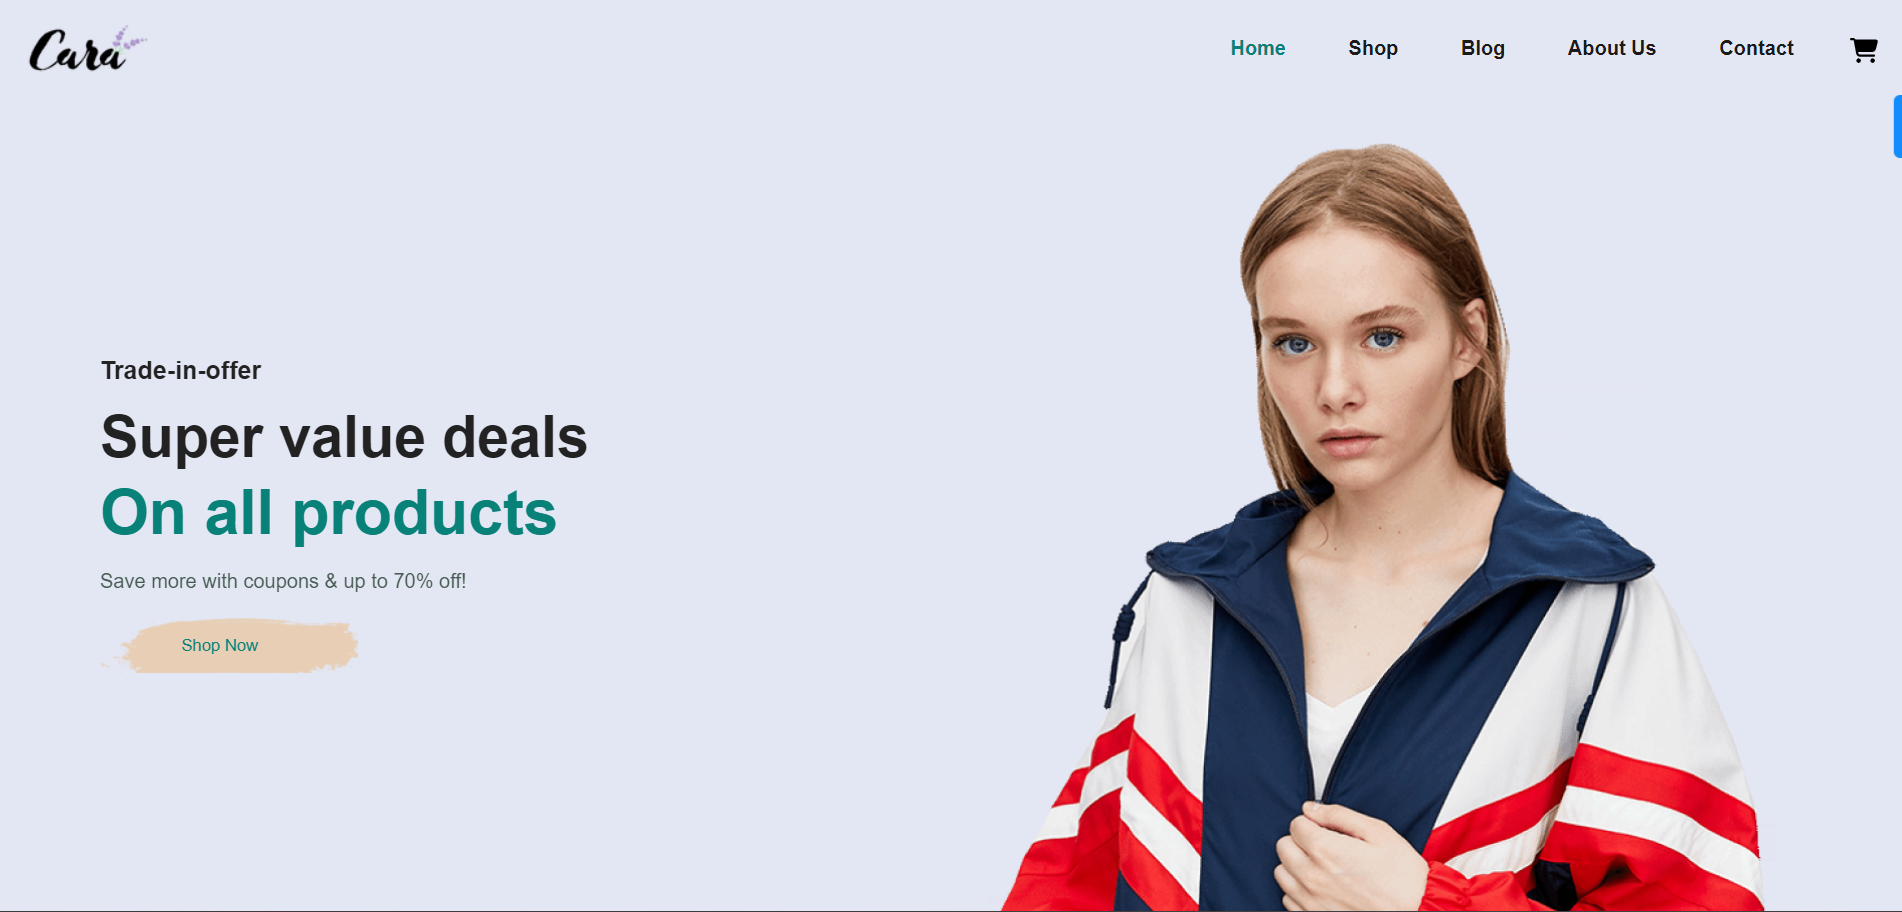 Cara
Home Shop Blog About Us Contact
Trade-in-offer
Super value deals
On all products
Save more with coupons & up to 70% off!
Shop Now